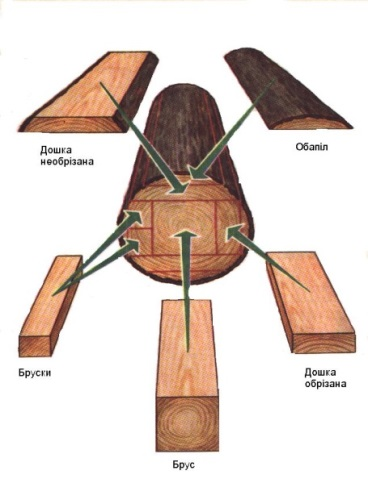 Дошка
необрізана
Обапіл
Бруски
Дошка
обрізана
Брус